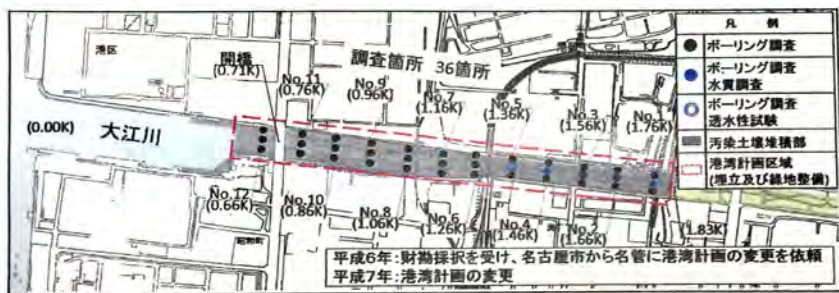 凡 例
ボーリング調査
ボーリング調査
水質調査
ボーリング調査
透水性試験
汚染土壌堆積部
港湾計画区域
(埋立及び緑地整備)
港区
開橋
(0.71K)
調査箇所 36箇所
No.11
(0.76K)
No.9
(0.96K)
No.7
(1.16K)
No.5
(1.36K)
No.3
(1.56K)
No.1
(1.76K)
(0.00K)
大江川
No.12
(0.66K)
No.10
(0.86K)
No.8
(1.06K)
No.6
(1.26K)
No.4
(1.46K)
No.2
(1.66K)
(1.83K)
昭和町
平成6年:財勘採択を受け、名古屋市から名管に港湾計画の変更を依頼
平成7年:港湾計画の変更